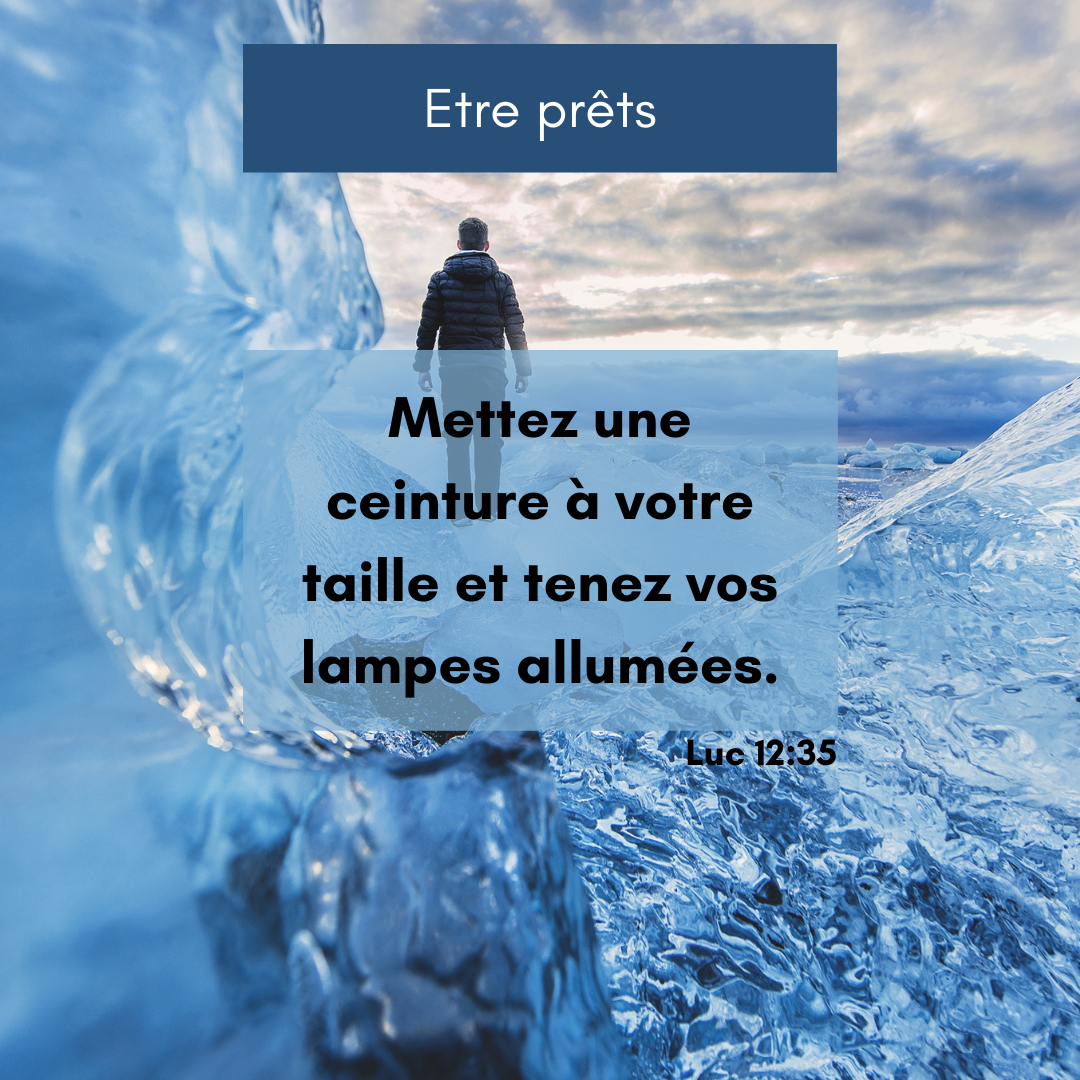 Etre prêts
Mettez une
ceinture à votre
taille et tenez vos
lampes allumées.
Luc 12:35